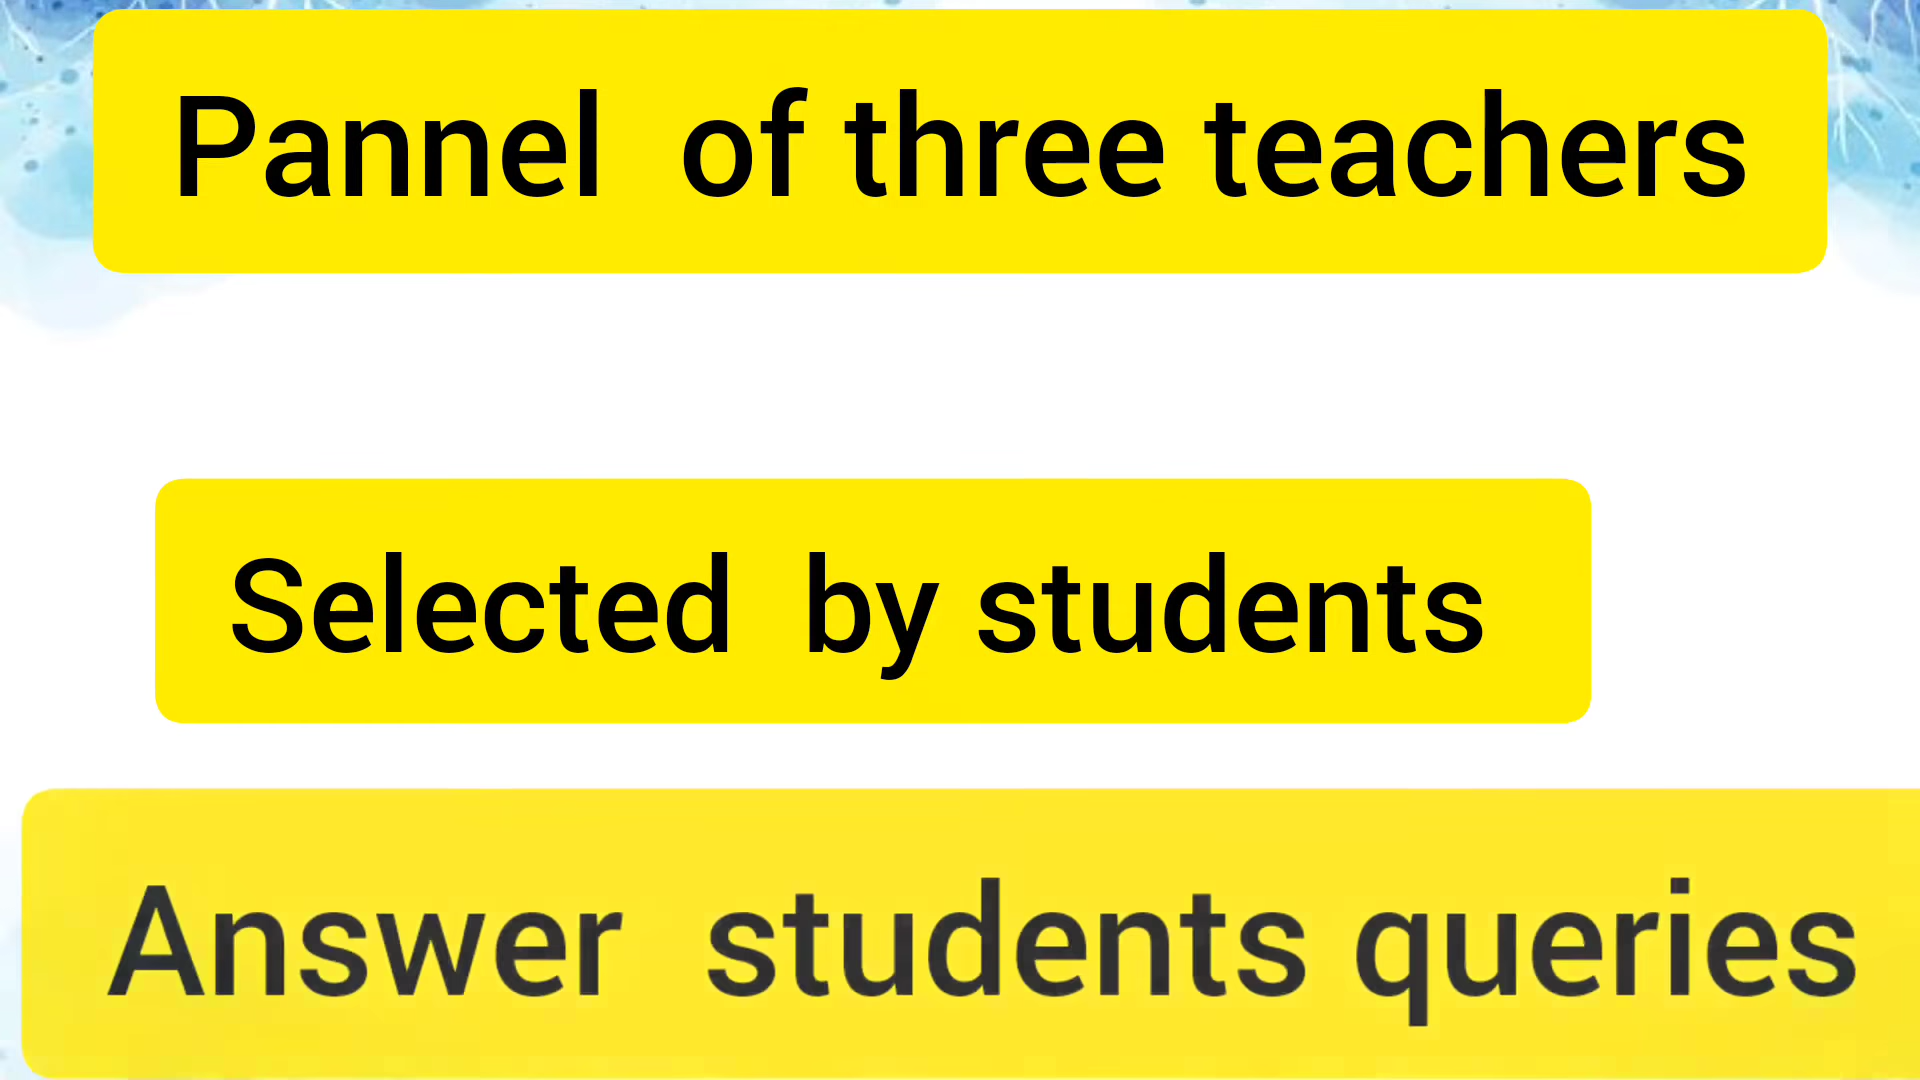 Pannel of three teachers
Selected by students
Answer students queries